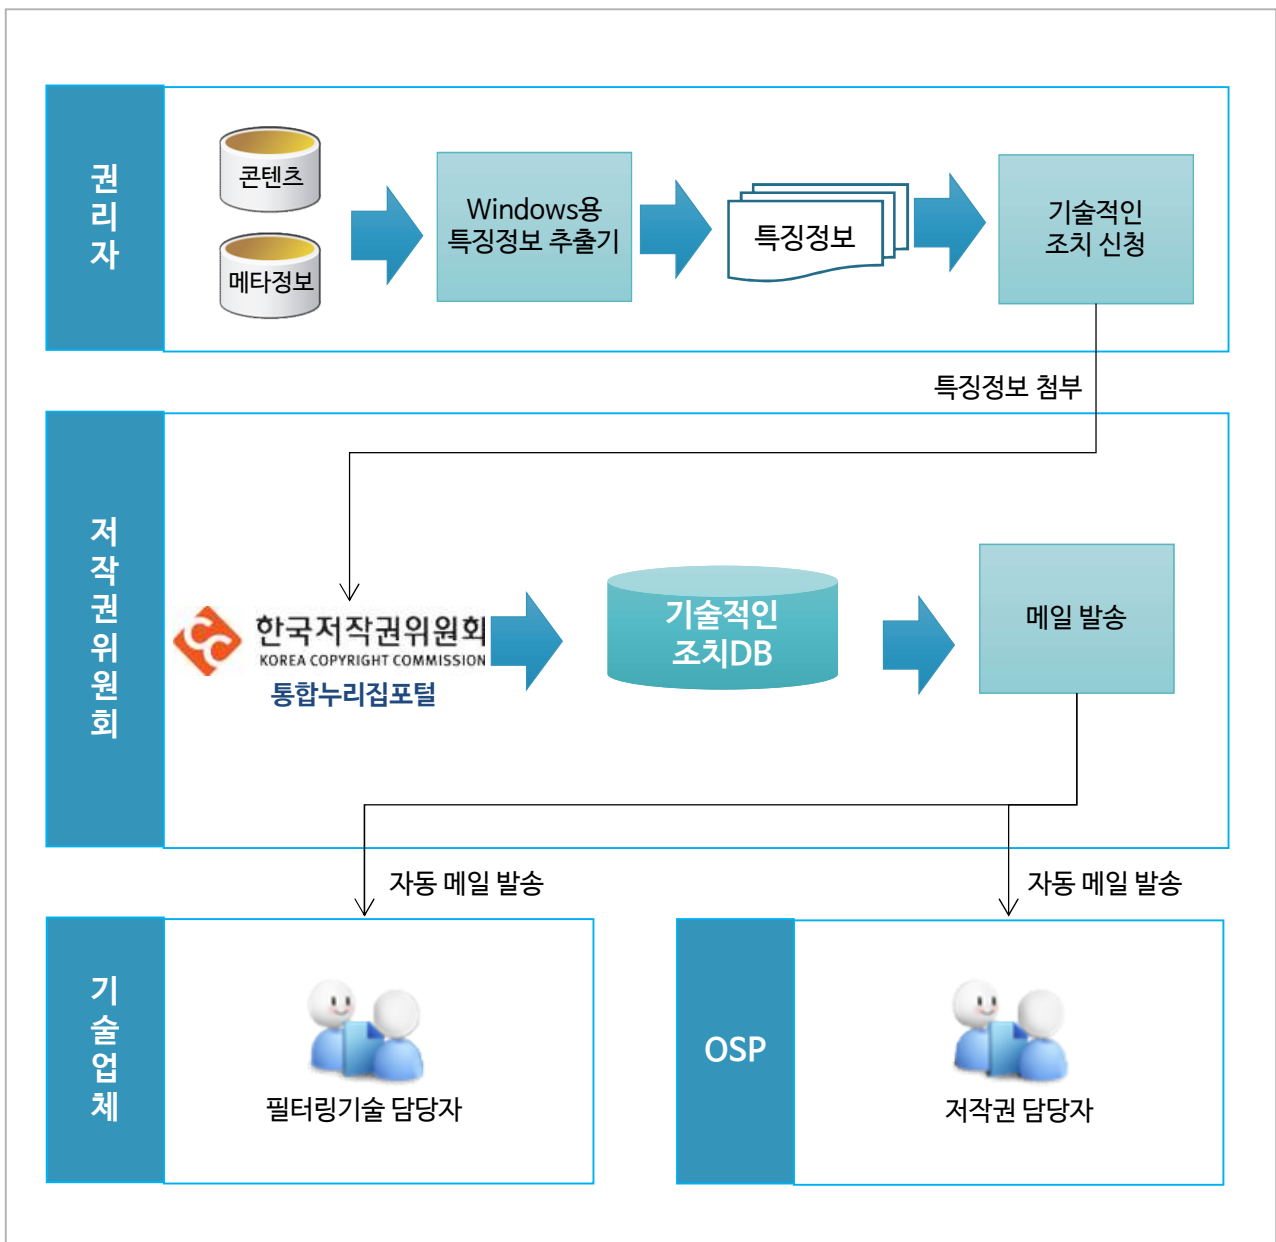 권리자
콘텐츠
메타정보
Windows용
특징정보 추출기
특징정보
기술적인
조치 신청
특징정보 첨부
저작권위원회
한국저작권위원회
KOREA COPYRIGHT COMMISSION
통합누리집포털
기술적인
조치DB
메일 발송
자동 메일 발송
자동 메일 발송
기술업체
필터링기술 담당자
OSP
저작권 담당자